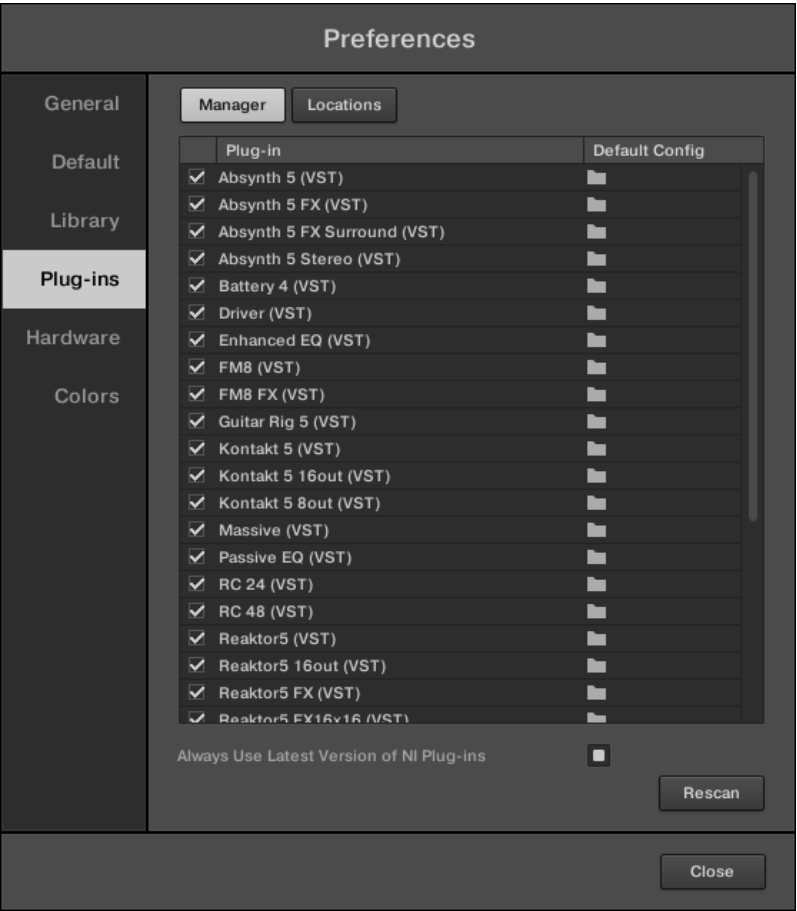 Preferences
General
Default
Library
Plug-ins
Hardware
Colors
Manager Locations
Plug-in Default Config
Absynth 5 (VST)
Absynth 5 FX (VST)
Absynth 5 FX Surround (VST)
Absynth 5 Stereo (VST)
Battery 4 (VST)
Driver (VST)
Enhanced EQ (VST)
FM8 (VST)
FM8 FX (VST)
Guitar Rig 5 (VST)
Kontakt 5 (VST)
Kontakt 5 16out (VST)
Kontakt 5 8out (VST)
Massive (VST)
Passive EQ (VST)
RC 24 (VST)
RC 48 (VST)
Reaktor5 (VST)
Reaktor5 16out (VST)
Reaktor5 FX (VST)
Reaktor5 FX16x16 (VST)
Always Use Latest Version of NI Plug-ins
Rescan
Close